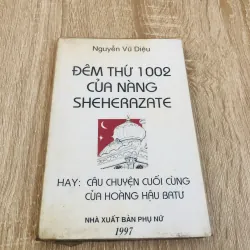 Nguyễn Vũ Diệu
ĐÊM THỨ 1002
CỦA NÀNG
SHEHERAZATE
HAY: CÂU CHUYỆN CUỐI CÙNG
CỦA HOÀNG HẬU BATƯ
NHÀ XUẤT BẢN PHỤ NỮ
1997